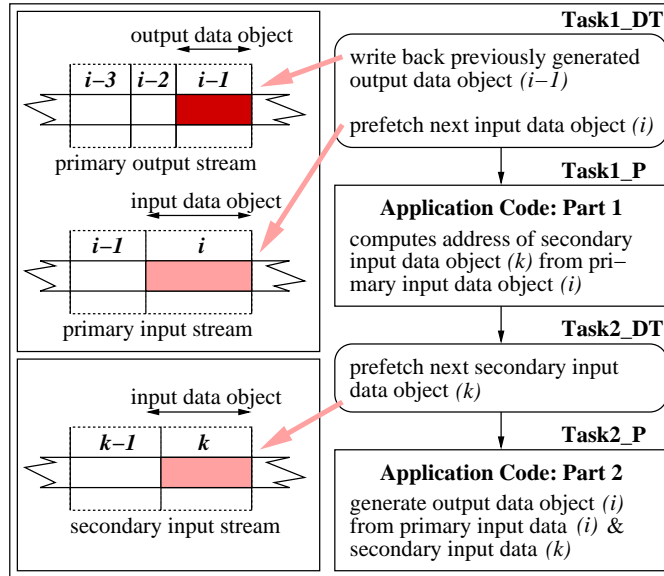 output data object
i−3 i−2 i−1
primary output stream
input data object
i−1 i
primary input stream
input data object
k−1 k
secondary input stream
Task1_DT
write back previously generated
output data object (i−1)
prefetch next input data object (i)
Task1_P
Application Code: Part 1
computes address of secondary
input data object (k) from pri−
mary input data object (i)
Task2_DT
prefetch next secondary input
data object (k)
Task2_P
Application Code: Part 2
generate output data object (i)
from primary input data (i) &
secondary input data (k)